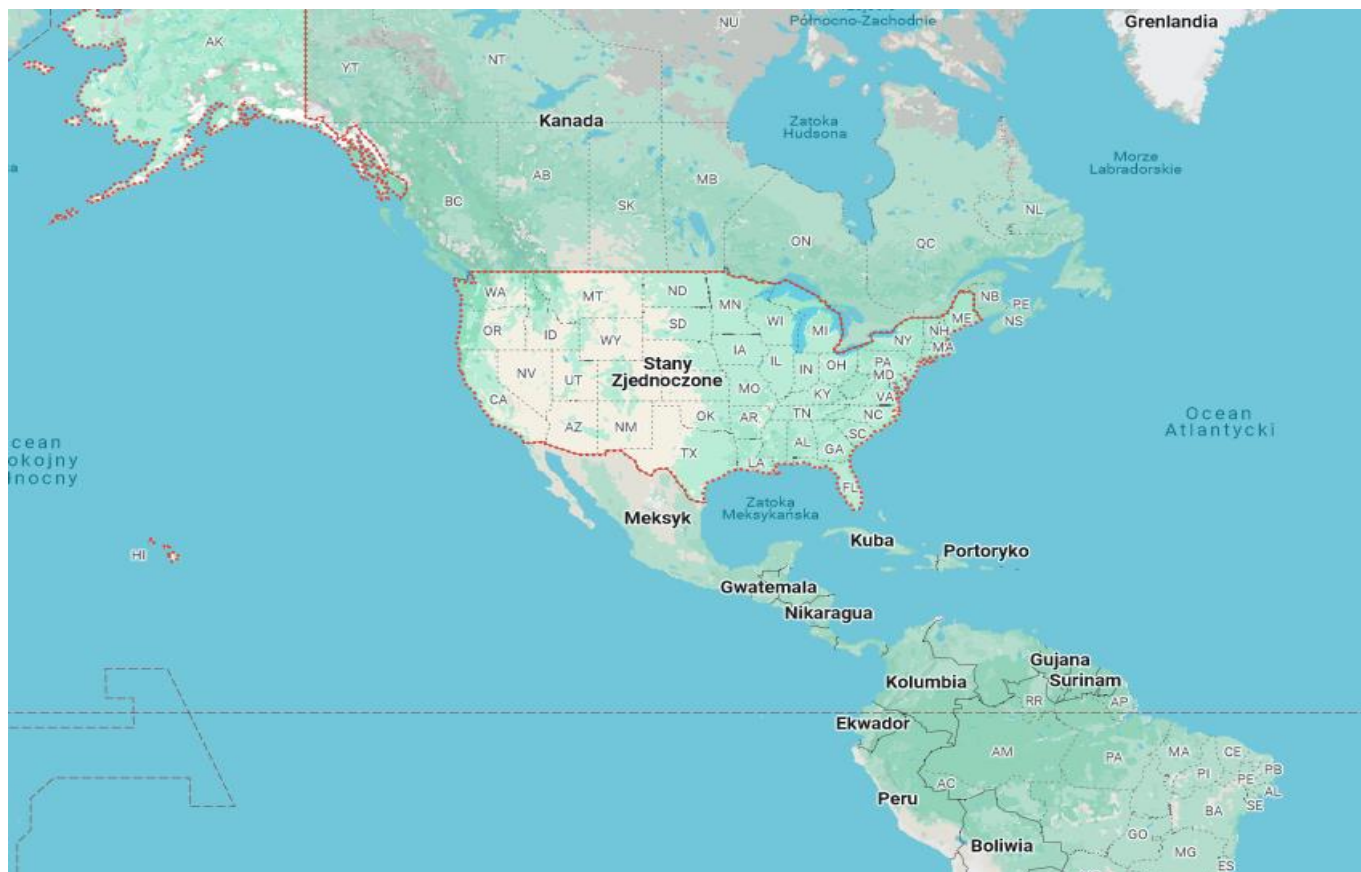 NU
Północno-Zachodnie
Grenlandia
AK
YT
NT
Kanada
Zatoka
Hudsona
Morze
Labradorskie
AB
MB
BC
SK
NL
ON
QC
WA
MT
ND
MN
NB
PE
NS
ME
OR
ID
SD
WI
MI
NH
NY
MA
WY
IA
Stany
Zjednoczone
IL
IN
OH
PA
MD
NV
UT
MO
KY
VA
CA
OK
AR
TN
NC
AZ
NM
SC
TX
AL
GA
LA
FL
Ocean
Atlantycki
cean
okojny
nocny
Zatoka
Meksykańska
Meksyk
HI
Kuba
Portoryko
Gwatemala
Nikaragua
Gujana
Surinam
Kolumbia
RR
AP
Ekwador
AM
PA
MA
CE
PI
PE
PB
AL
SE
AC
Peru
BA
GO
Boliwia
MG
ES